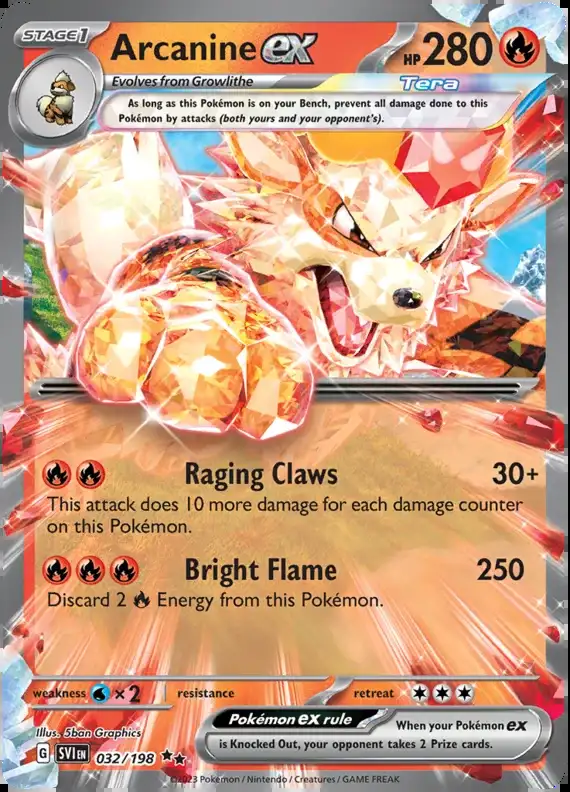 STAGE 1 Arcanine ex HP 280
Evolves from Growlithe Tera
As long as this Pokémon is on your Bench, prevent all damage done to this
Pokémon by attacks (both yours and your opponent's).
Raging Claws 30+
This attack does 10 more damage for each damage counter
on this Pokémon.
Bright Flame 250
Discard 2 Energy from this Pokémon.
weakness ×2 resistance retreat
Illus. 5ban Graphics
Pokémon ex rule When your Pokémon ex
is Knocked Out, your opponent takes 2 Prize cards.
G SVI EN 032/198 ★★
©2023 Pokémon / Nintendo / Creatures / GAME FREAK